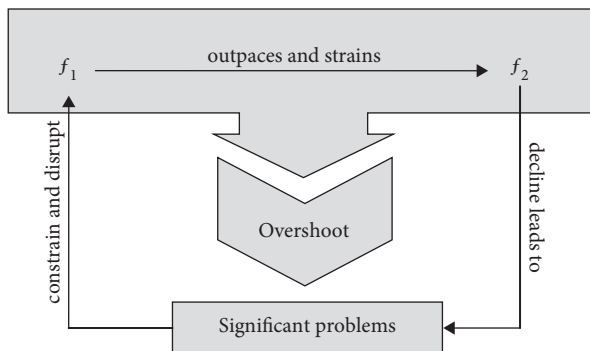 outpaces and strains
f1
f2
constrain and disrupt
decline leads to
Overshoot
Significant problems